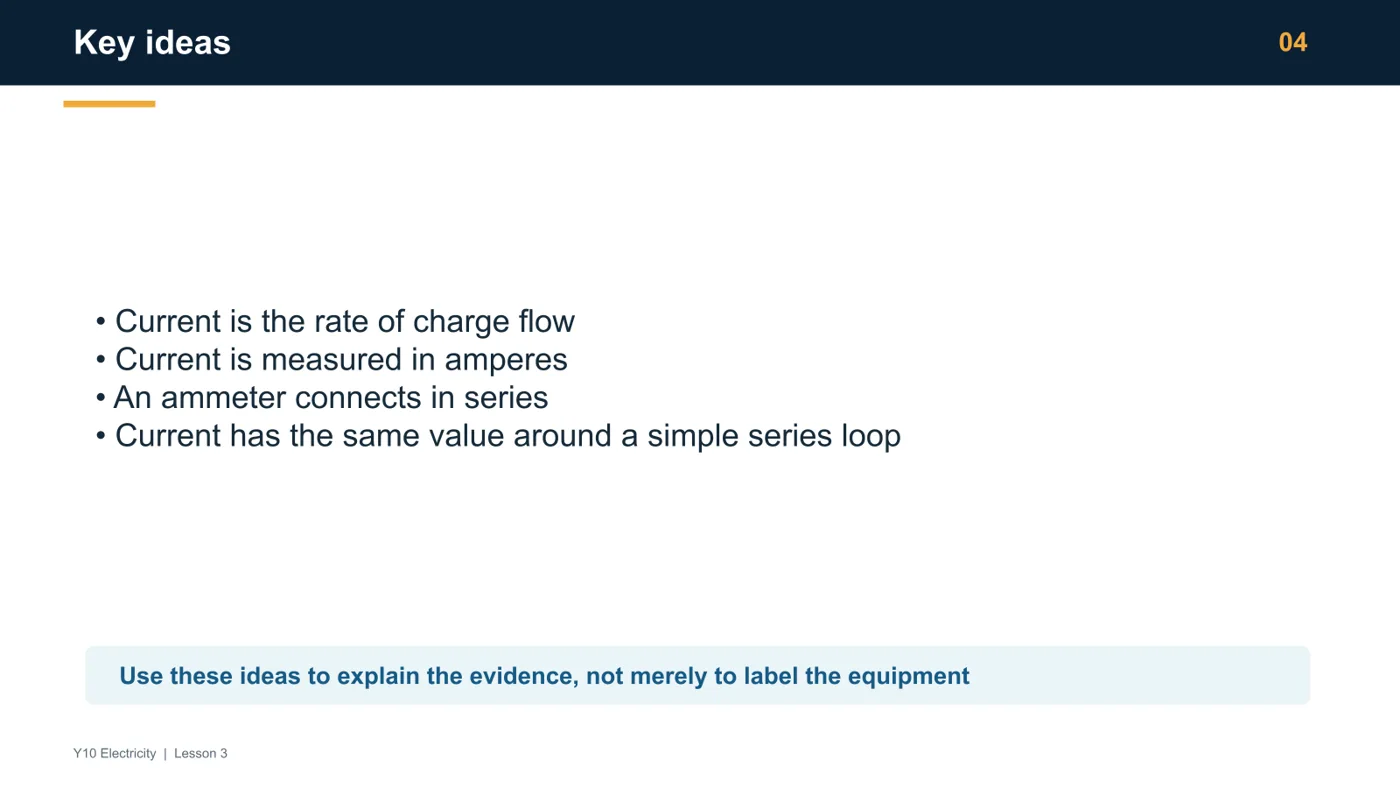 Key ideas
04
• Current is the rate of charge flow
• Current is measured in amperes
• An ammeter connects in series
• Current has the same value around a simple series loop
Use these ideas to explain the evidence, not merely to label the equipment
Y10 Electricity | Lesson 3